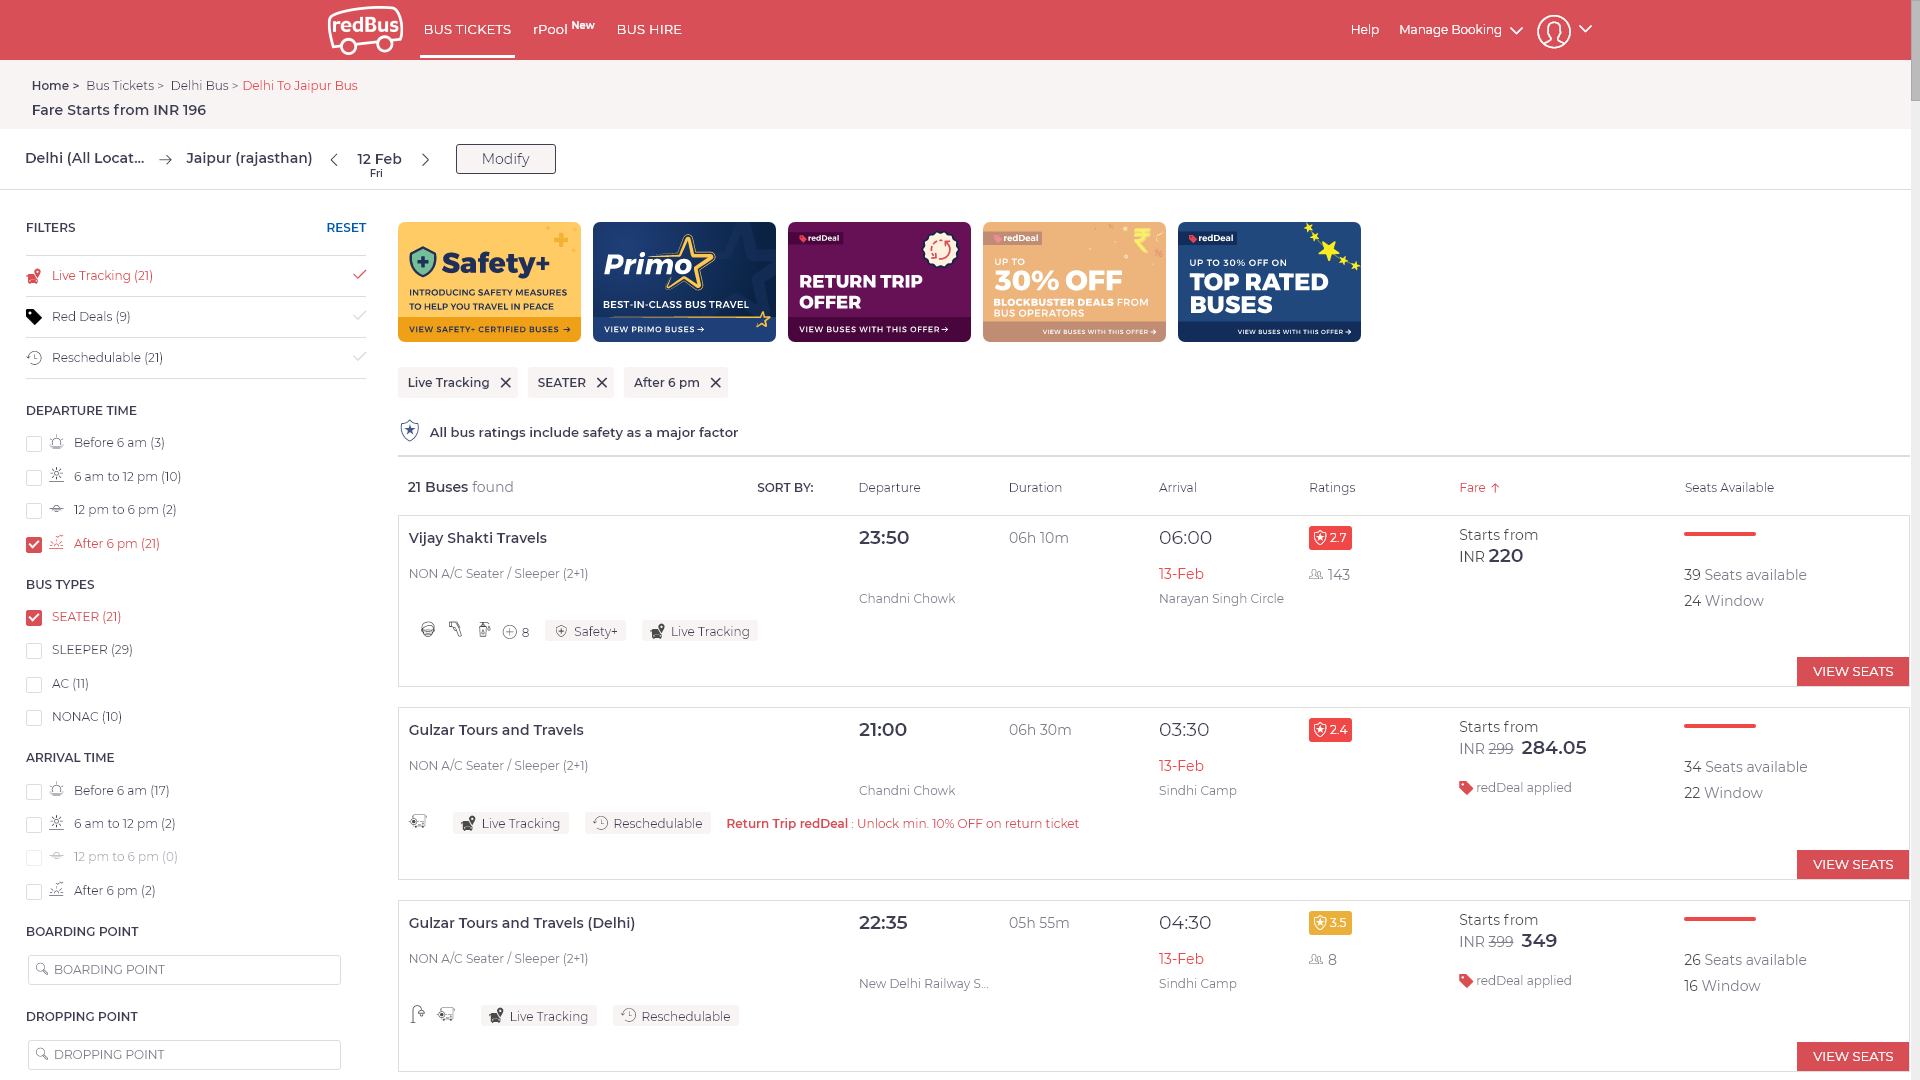 redBus
BUS TICKETS
rPool New
BUS HIRE
Help
Manage Booking
Home > Bus Tickets > Delhi Bus > Delhi To Jaipur Bus
Fare Starts from INR 196
Delhi (All Locat... → Jaipur (rajasthan)
12 Feb
Fri
Modify
FILTERS
RESET
Live Tracking (21)
Red Deals (9)
Reschedulable (21)
DEPARTURE TIME
Before 6 am (3)
6 am to 12 pm (10)
12 pm to 6 pm (2)
After 6 pm (21)
BUS TYPES
SEATER (21)
SLEEPER (29)
AC (11)
NONAC (10)
ARRIVAL TIME
Before 6 am (17)
6 am to 12 pm (2)
12 pm to 6 pm (0)
After 6 pm (2)
BOARDING POINT
BOARDING POINT
DROPPING POINT
DROPPING POINT
Safety+
INTRODUCING SAFETY MEASURES
TO HELP YOU TRAVEL IN PEACE
VIEW SAFETY+ CERTIFIED BUSES →
Primo
BEST-IN-CLASS BUS TRAVEL
VIEW PRIMO BUSES →
redDeal
RETURN TRIP
OFFER
VIEW BUSES WITH THIS OFFER →
redDeal
UP TO
30% OFF
BLOCKBUSTER DEALS FROM
BUS OPERATORS
VIEW BUSES WITH THIS OFFER →
redDeal
UP TO 30% OFF ON
TOP RATED
BUSES
VIEW BUSES WITH THIS OFFER →
Live Tracking ✕
SEATER ✕
After 6 pm ✕
All bus ratings include safety as a major factor
21 Buses found
SORT BY:
Departure
Duration
Arrival
Ratings
Fare ↑
Seats Available
Vijay Shakti Travels
23:50
06h 10m
06:00
2.7
Starts from
INR 220
NON A/C Seater / Sleeper (2+1)
13-Feb
143
39 Seats available
Chandni Chowk
Narayan Singh Circle
24 Window
8
Safety+
Live Tracking
VIEW SEATS
Gulzar Tours and Travels
21:00
06h 30m
03:30
2.4
Starts from
INR 299 284.05
NON A/C Seater / Sleeper (2+1)
13-Feb
34 Seats available
Chandni Chowk
Sindhi Camp
redDeal applied
22 Window
Live Tracking
Reschedulable
Return Trip redDeal : Unlock min. 10% OFF on return ticket
VIEW SEATS
Gulzar Tours and Travels (Delhi)
22:35
05h 55m
04:30
3.5
Starts from
INR 399 349
NON A/C Seater / Sleeper (2+1)
13-Feb
8
26 Seats available
New Delhi Railway S...
Sindhi Camp
redDeal applied
16 Window
Live Tracking
Reschedulable
VIEW SEATS